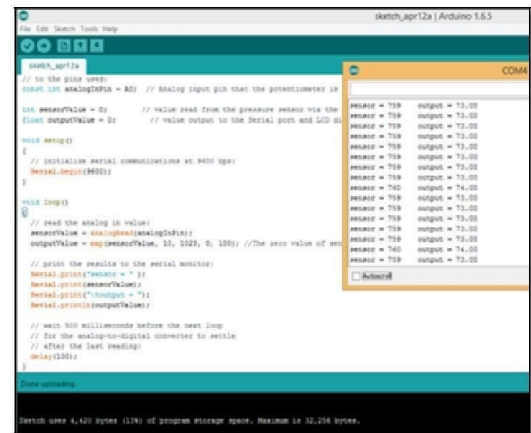 sketch_apr12a | Arduino 1.6.5
File Edit Sketch Tools Help
sketch_apr12a
// to the pins used:
const int analogInPin = A0; // Analog input pin that the potentiometer is
int sensorValue = 0; // value read from the pressure sensor via the
float outputValue = 0; // value output to the Serial port and LCD di
void setup()
{
// initialize serial communications at 9600 bps:
Serial.begin(9600);
}
void loop()
{
// read the analog in value:
sensorValue = analogRead(analogInPin);
outputValue = map(sensorValue, 10, 1023, 0, 100); //The zero value of sen
// print the results to the serial monitor:
Serial.print("sensor = " );
Serial.print(sensorValue);
Serial.print("\toutput = ");
Serial.println(outputValue);
// wait 500 milliseconds before the next loop
// for the analog-to-digital converter to settle
// after the last reading:
delay(100);
}
COM4
sensor = 759 output = 73.00
sensor = 759 output = 73.00
sensor = 759 output = 73.00
sensor = 759 output = 73.00
sensor = 759 output = 73.00
sensor = 759 output = 73.00
sensor = 759 output = 73.00
sensor = 760 output = 74.00
sensor = 759 output = 73.00
sensor = 759 output = 73.00
sensor = 759 output = 73.00
sensor = 759 output = 73.00
sensor = 759 output = 73.00
sensor = 760 output = 74.00
sensor = 759 output = 73.00
Autoscroll
Done uploading.
Sketch uses 4,420 bytes (13%) of program storage space. Maximum is 32,256 bytes.